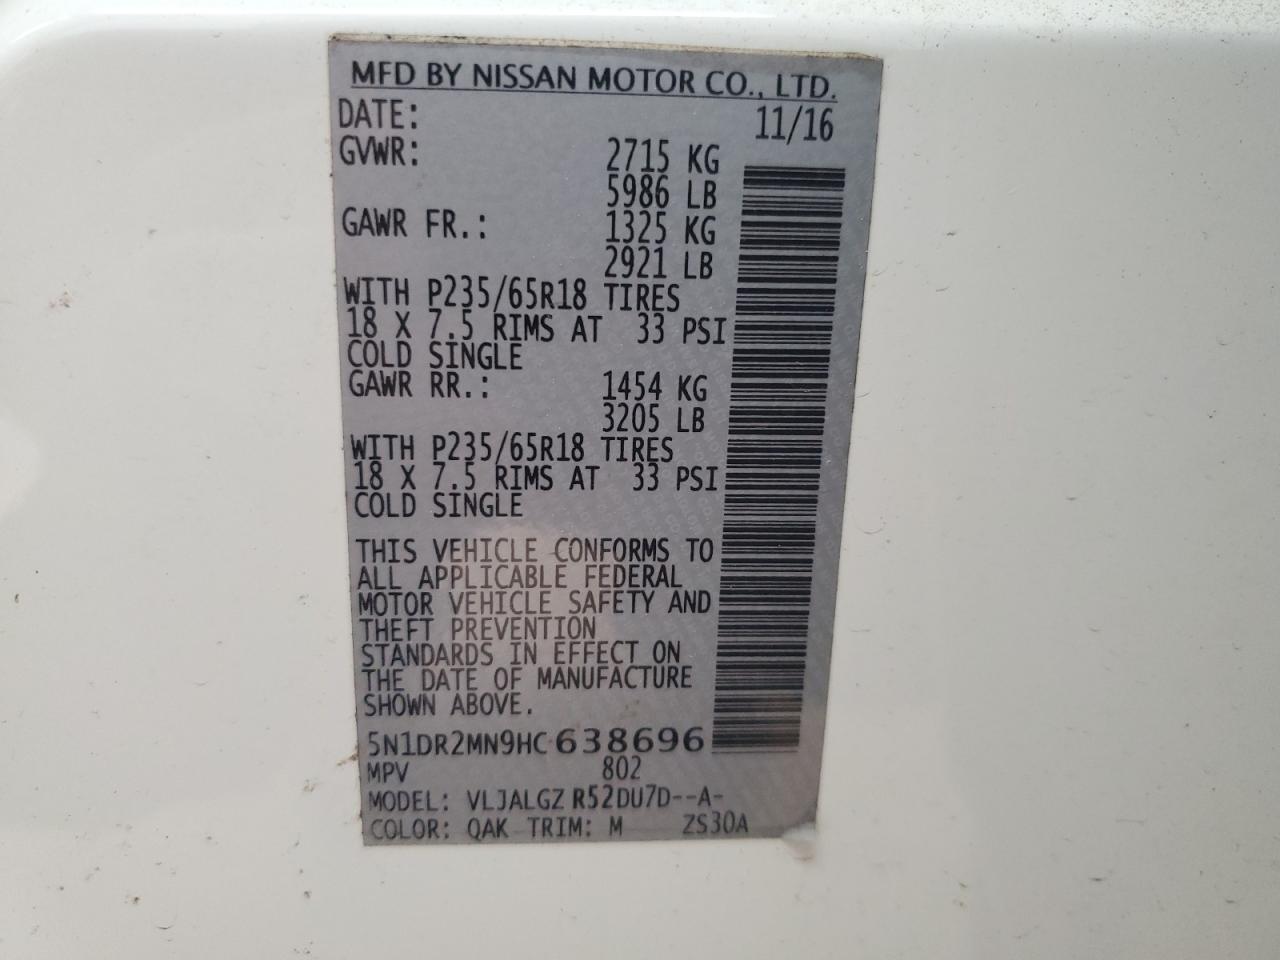 MFD BY NISSAN MOTOR CO., LTD.
DATE: 11/16
GVWR: 2715 KG
5986 LB
GAWR FR.: 1325 KG
2921 LB
WITH P235/65R18 TIRES
18 X 7.5 RIMS AT 33 PSI
COLD SINGLE
GAWR RR.: 1454 KG
3205 LB
WITH P235/65R18 TIRES
18 X 7.5 RIMS AT 33 PSI
COLD SINGLE
THIS VEHICLE CONFORMS TO
ALL APPLICABLE FEDERAL
MOTOR VEHICLE SAFETY AND
THEFT PREVENTION
STANDARDS IN EFFECT ON
THE DATE OF MANUFACTURE
SHOWN ABOVE.
5N1DR2MN9HC 638696
MPV 802
MODEL: VLJALGZ R52DU7D--A-
COLOR: QAK TRIM: M ZS30A